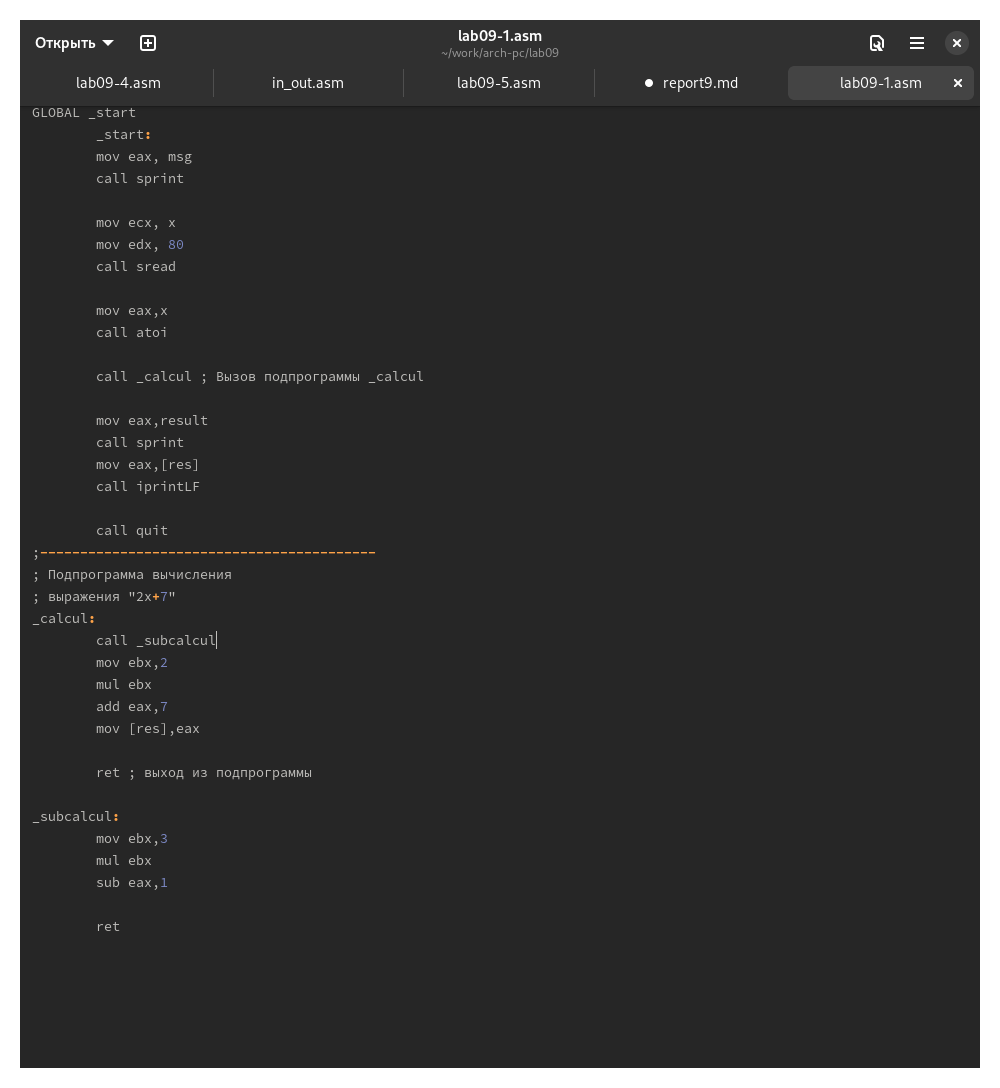 Открыть
lab09-1.asm
~/work/arch-pc/lab09
lab09-4.asm
in_out.asm
lab09-5.asm
report9.md
lab09-1.asm
GLOBAL _start
_start:
mov eax, msg
call sprint
mov ecx, x
mov edx, 80
call sread
mov eax,x
call atoi
call _calcul ; Вызов подпрограммы _calcul
mov eax,result
call sprint
mov eax,[res]
call iprintLF
call quit
;------------------------------------------
; Подпрограмма вычисления
; выражения "2x+7"
_calcul:
call _subcalcul
mov ebx,2
mul ebx
add eax,7
mov [res],eax
ret ; выход из подпрограммы
_subcalcul:
mov ebx,3
mul ebx
sub eax,1
ret